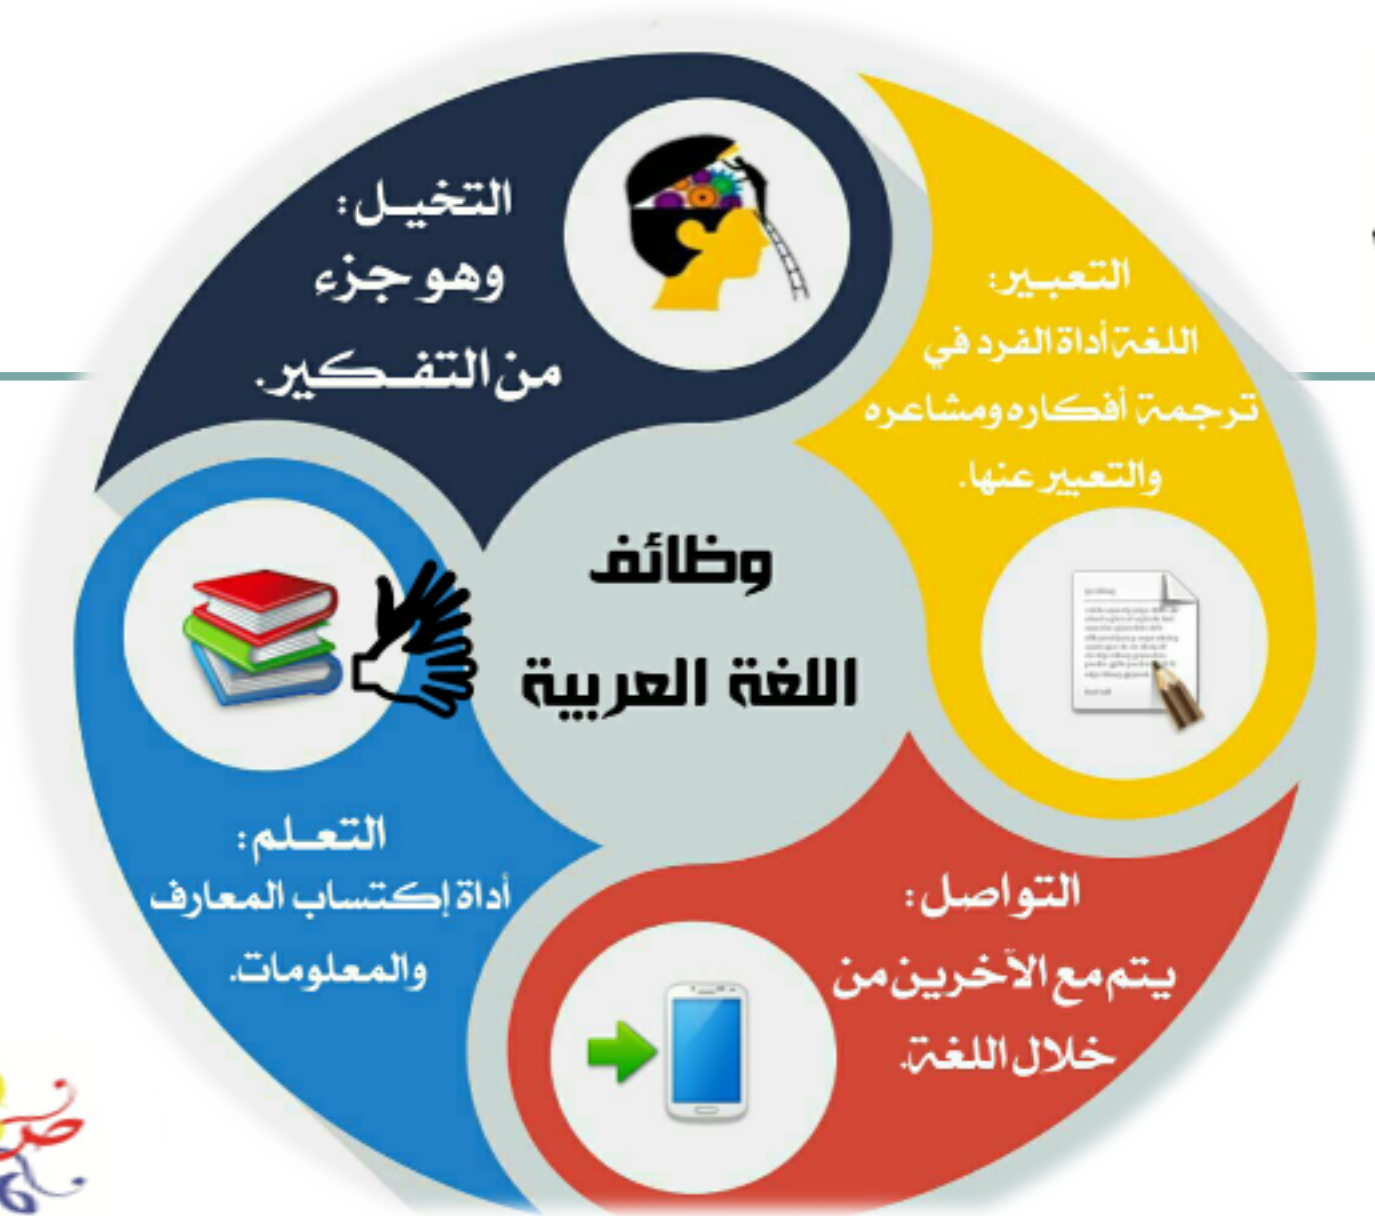 وظائف
اللغة العربية
التعبير:
اللغة أداة الفرد في
ترجمة أفكاره ومشاعره
والتعبير عنها.
التواصل:
يتم مع الآخرين من
خلال اللغة.
التعلم:
أداة إكتساب المعارف
والمعلومات.
التخيل:
وهو جزء
من التفكير.